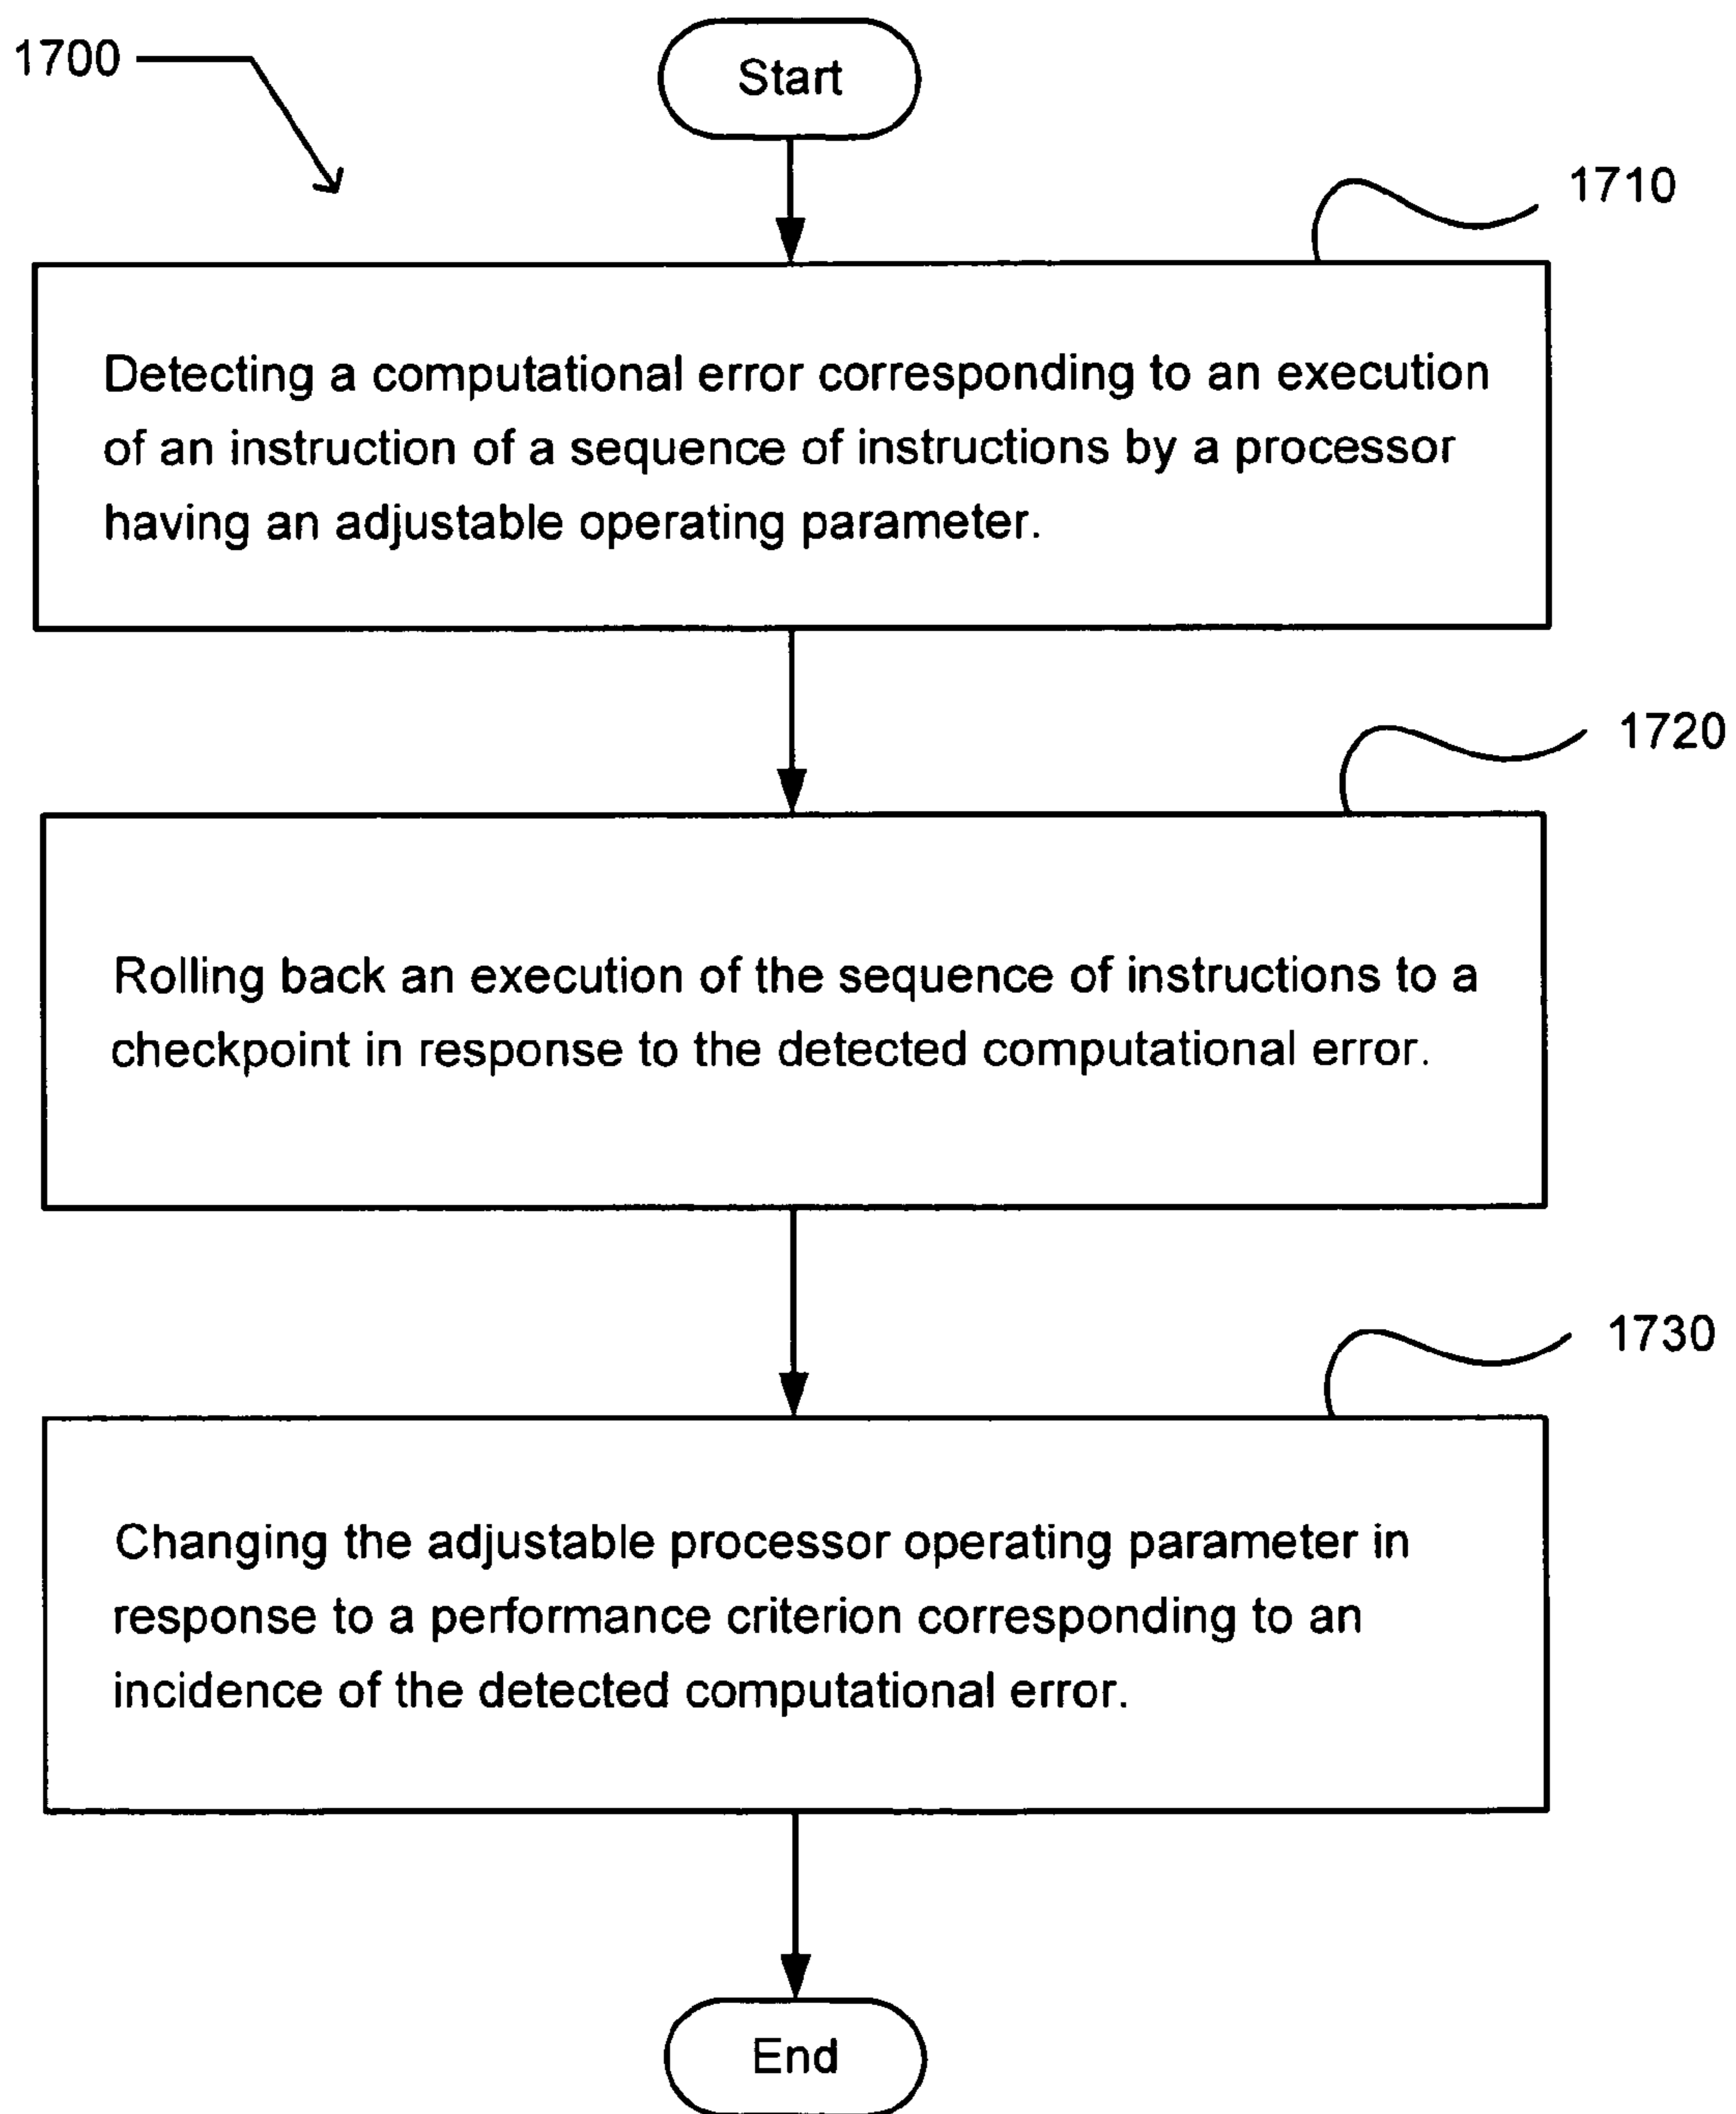 1700
Start
1710
Detecting a computational error corresponding to an execution
of an instruction of a sequence of instructions by a processor
having an adjustable operating parameter.
1720
Rolling back an execution of the sequence of instructions to a
checkpoint in response to the detected computational error.
1730
Changing the adjustable processor operating parameter in
response to a performance criterion corresponding to an
incidence of the detected computational error.
End